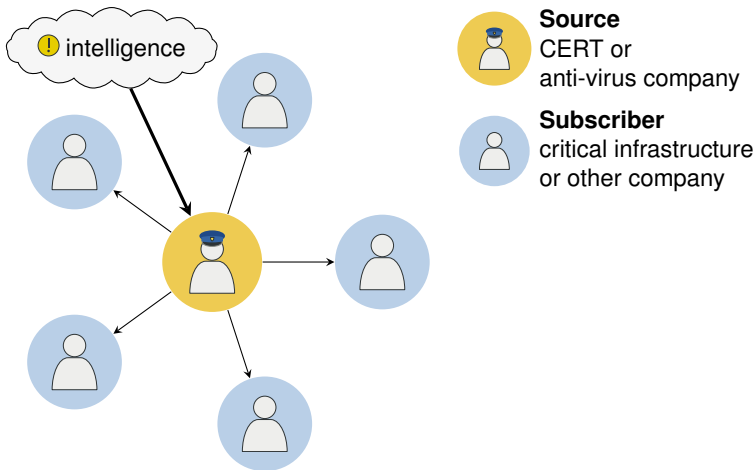 ! intelligence
Source
CERT or
anti-virus company
Subscriber
critical infrastructure
or other company